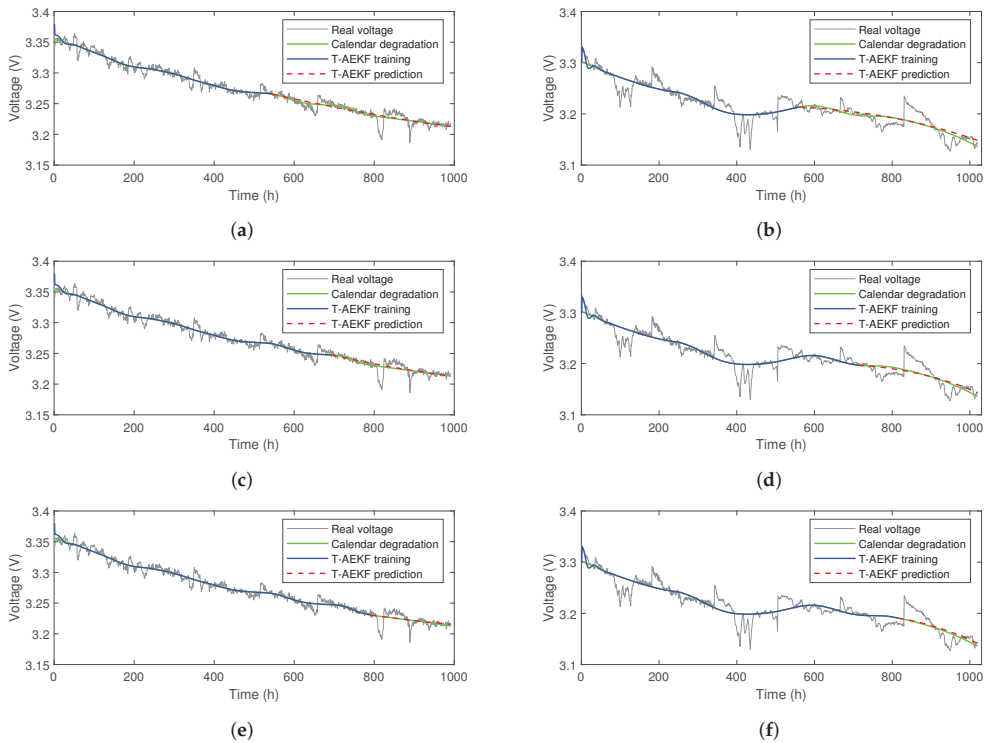 3.4
3.35
3.3
3.25
3.2
3.15
Voltage (V)
0 200 400 600 800 1000
Time (h)
Real voltage
Calendar degradation
T-AEKF training
T-AEKF prediction
(a)
3.4
3.3
3.2
3.1
Voltage (V)
0 200 400 600 800 1000
Time (h)
Real voltage
Calendar degradation
T-AEKF training
T-AEKF prediction
(b)
3.4
3.35
3.3
3.25
3.2
3.15
Voltage (V)
0 200 400 600 800 1000
Time (h)
Real voltage
Calendar degradation
T-AEKF training
T-AEKF prediction
(c)
3.4
3.3
3.2
3.1
Voltage (V)
0 200 400 600 800 1000
Time (h)
Real voltage
Calendar degradation
T-AEKF training
T-AEKF prediction
(d)
3.4
3.35
3.3
3.25
3.2
3.15
Voltage (V)
0 200 400 600 800 1000
Time (h)
Real voltage
Calendar degradation
T-AEKF training
T-AEKF prediction
(e)
3.4
3.3
3.2
3.1
Voltage (V)
0 200 400 600 800 1000
Time (h)
Real voltage
Calendar degradation
T-AEKF training
T-AEKF prediction
(f)